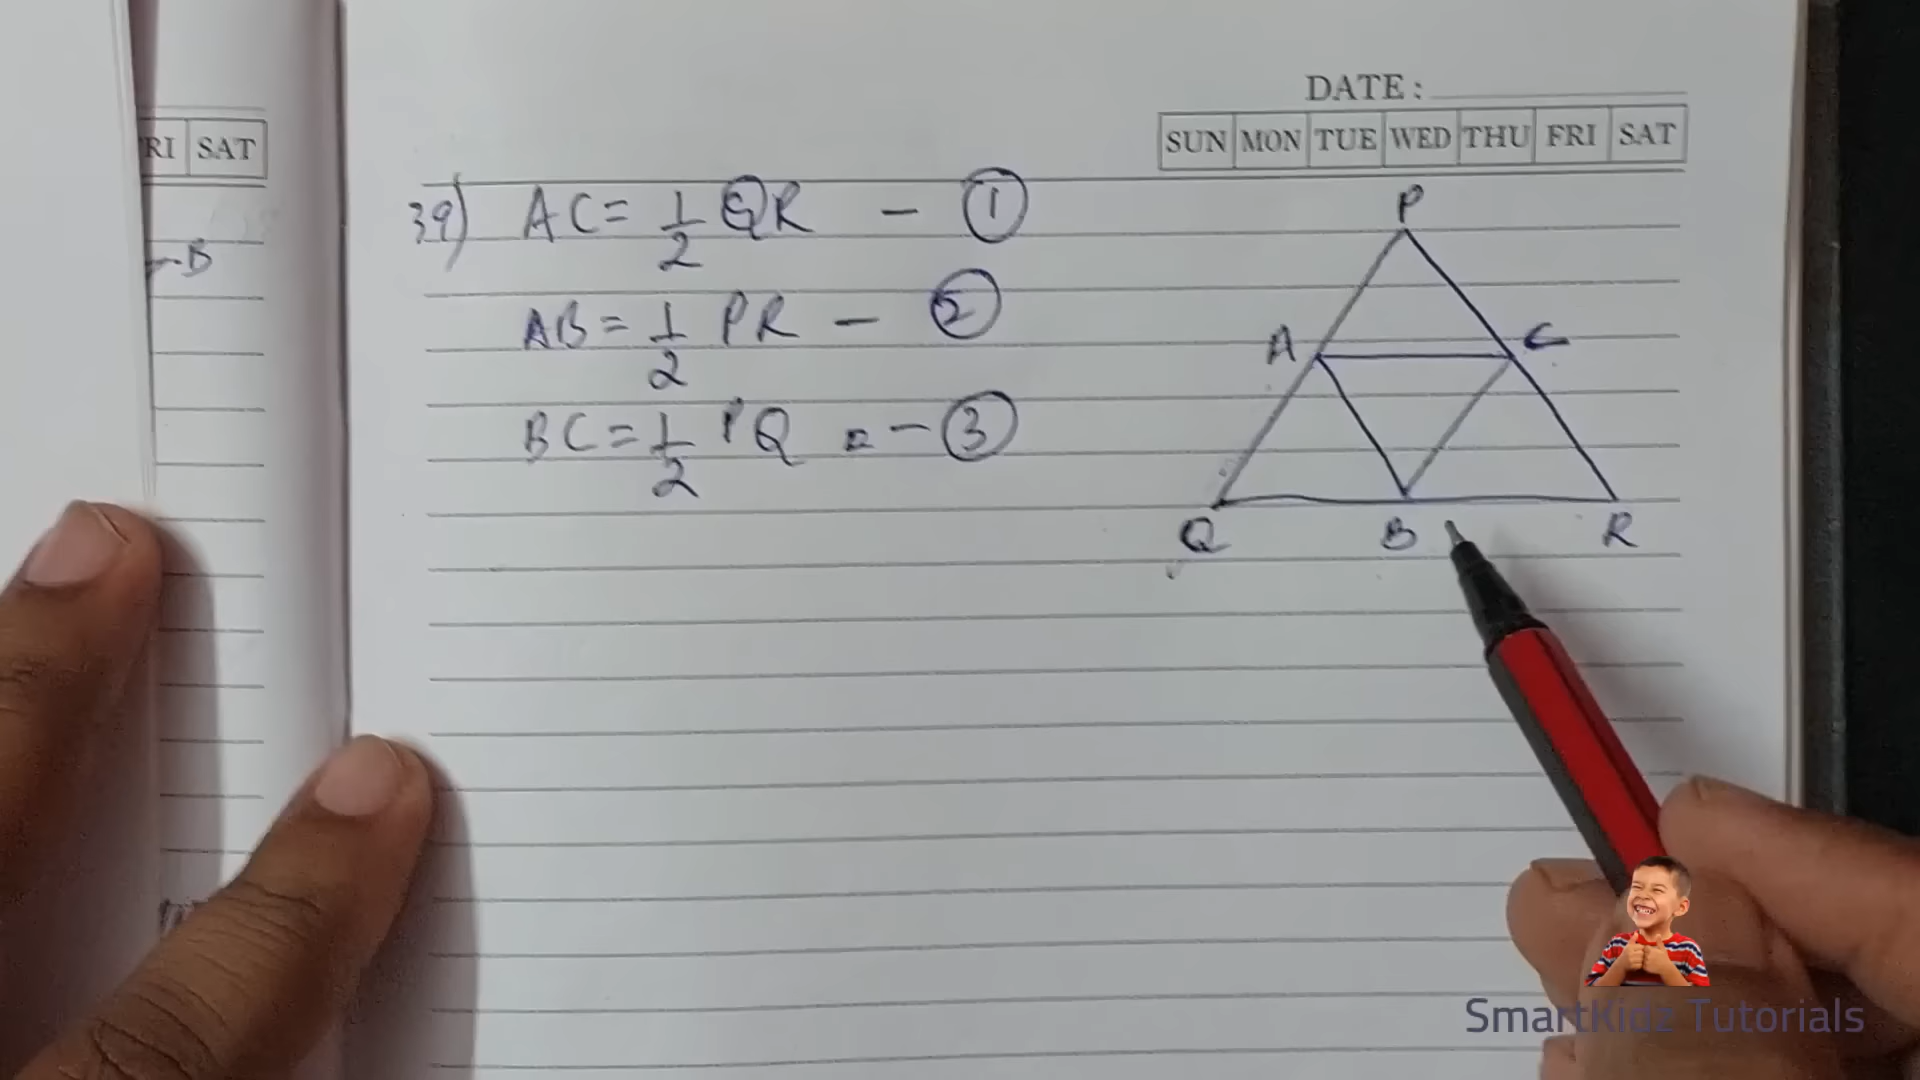 DATE :
SUN MON TUE WED THU FRI SAT
RI SAT
B
39) AC = 1/2 QR - ①
AB = 1/2 PR - ②
BC = 1/2 PQ - ③
P
A C
Q B R
SmartKidz Tutorials